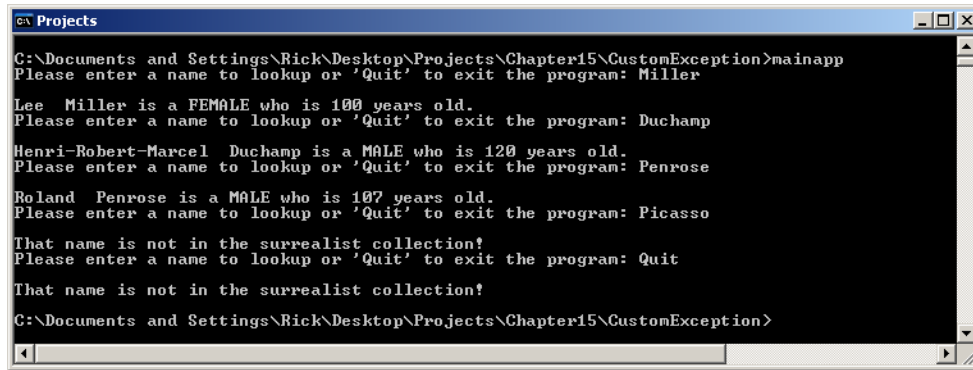 Projects
C:\Documents and Settings\Rick\Desktop\Projects\Chapter15\CustomException>mainapp
Please enter a name to lookup or 'Quit' to exit the program: Miller
Lee  Miller is a FEMALE who is 100 years old.
Please enter a name to lookup or 'Quit' to exit the program: Duchamp
Henri-Robert-Marcel  Duchamp is a MALE who is 120 years old.
Please enter a name to lookup or 'Quit' to exit the program: Penrose
Roland  Penrose is a MALE who is 107 years old.
Please enter a name to lookup or 'Quit' to exit the program: Picasso
That name is not in the surrealist collection!
Please enter a name to lookup or 'Quit' to exit the program: Quit
That name is not in the surrealist collection!
C:\Documents and Settings\Rick\Desktop\Projects\Chapter15\CustomException>